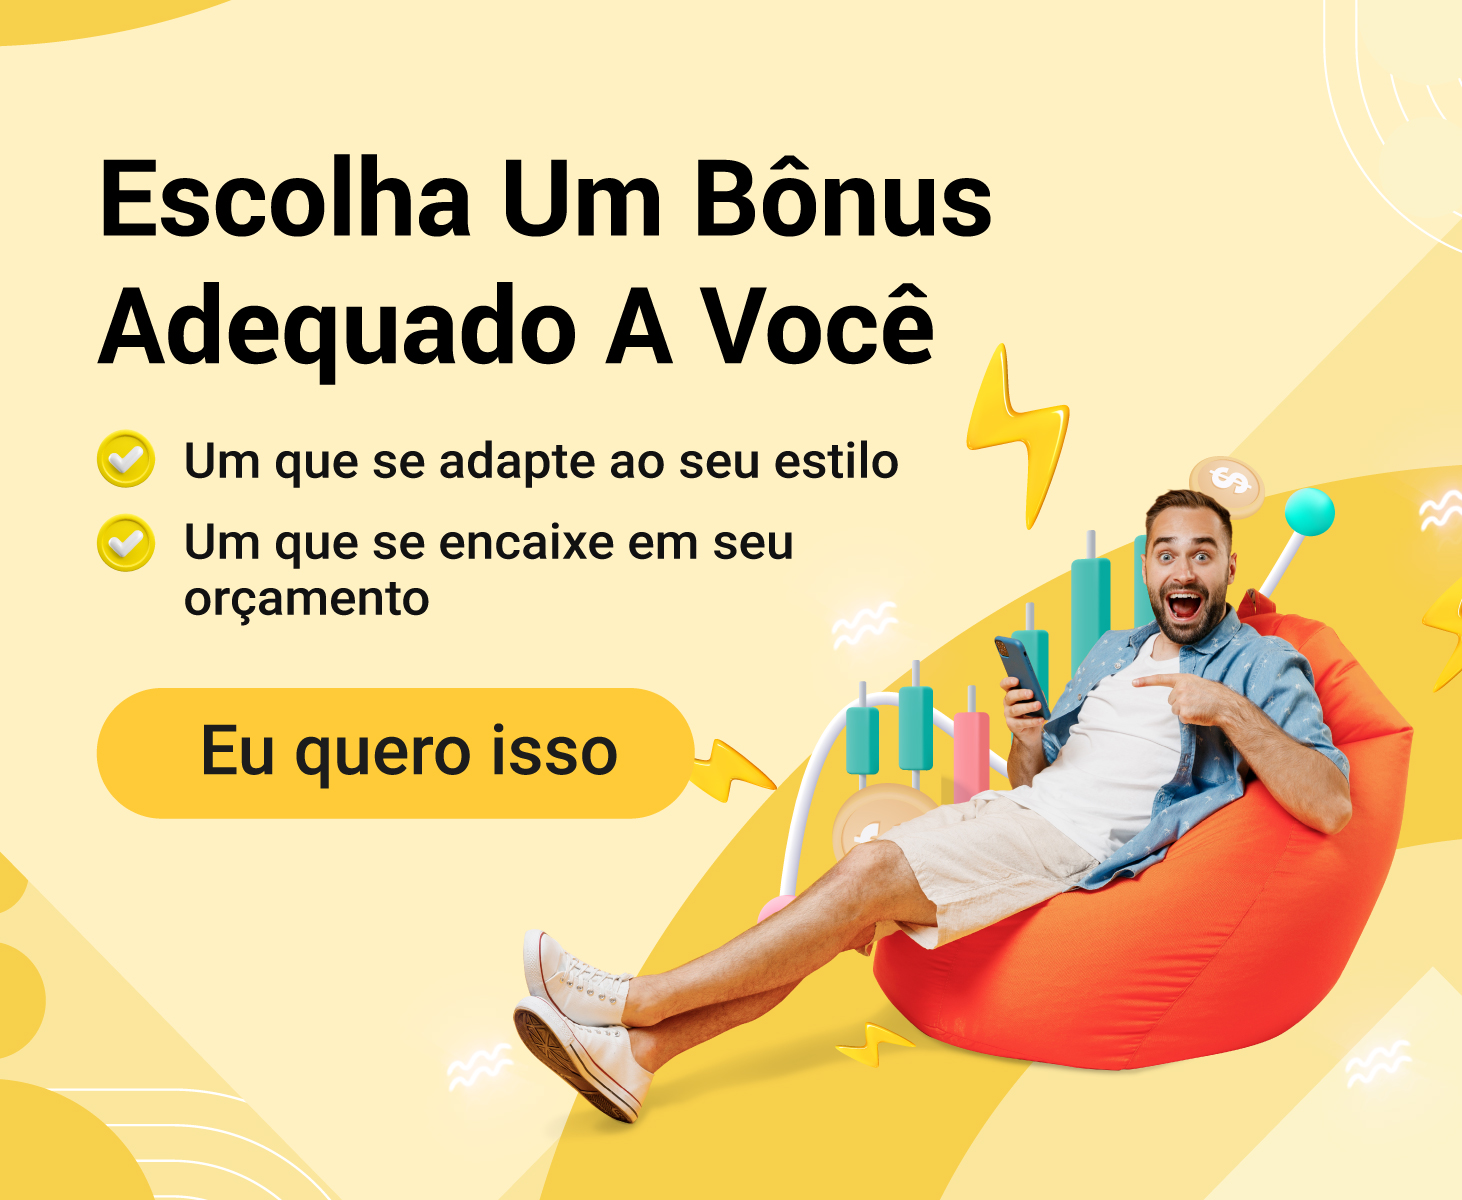 Escolha Um Bônus
Adequado A Você
Um que se adapte ao seu estilo
Um que se encaixe em seu
orçamento
Eu quero isso
$